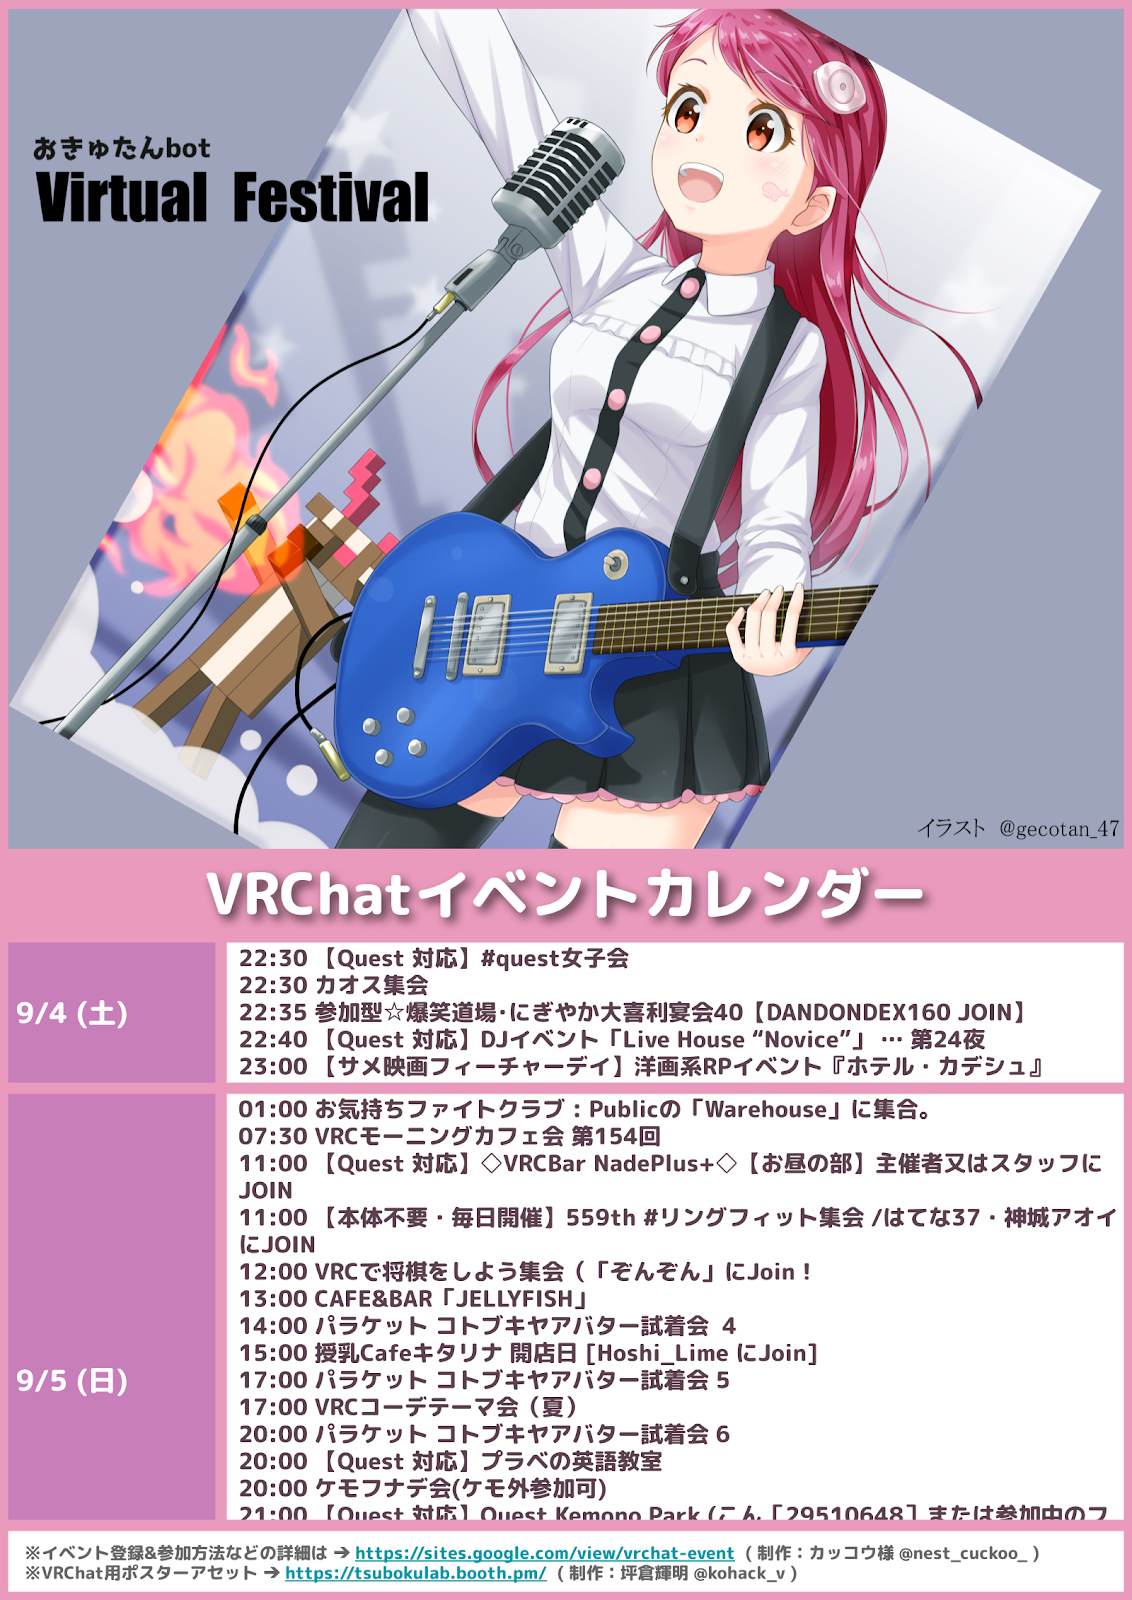 おきゅたんbot
Virtual Festival
イラスト @gecotan_47
VRChatイベントカレンダー
9/4 (土)
22:30 【Quest 対応】#quest女子会
22:30 カオス集会
22:35 参加型☆爆笑道場･にぎやか大喜利宴会40【DANDONDEX160 JOIN】
22:40 【Quest 対応】DJイベント「Live House “Novice”」 … 第24夜
23:00 【サメ映画フィーチャーデイ】洋画系RPイベント『ホテル・カデシュ』
9/5 (日)
01:00 お気持ちファイトクラブ：Publicの「Warehouse」に集合。
07:30 VRCモーニングカフェ会 第154回
11:00 【Quest 対応】◇VRCBar NadePlus+◇【お昼の部】主催者又はスタッフに
JOIN
11:00 【本体不要・毎日開催】559th #リングフィット集会 /はてな37・神城アオイ
にJOIN
12:00 VRCで将棋をしよう集会（「ぞんぞん」にJoin！
13:00 CAFE&BAR「JELLYFISH」
14:00 パラケット コトブキヤアバター試着会 4
15:00 授乳Cafeキタリナ 開店日 [Hoshi_Lime にJoin]
17:00 パラケット コトブキヤアバター試着会 5
17:00 VRCコーデテーマ会（夏）
20:00 パラケット コトブキヤアバター試着会 6
20:00 【Quest 対応】プラベの英語教室
20:00 ケモフナデ会(ケモ外参加可)
21:00 【Quest 対応】Quest Kemono Park (こん［29510648］または参加中のフ
※イベント登録&参加方法などの詳細は ➔ https://sites.google.com/view/vrchat-event ( 制作：カッコウ様 @nest_cuckoo_ )
※VRChat用ポスターアセット ➔ https://tsubokulab.booth.pm/ ( 制作：坪倉輝明 @kohack_v )